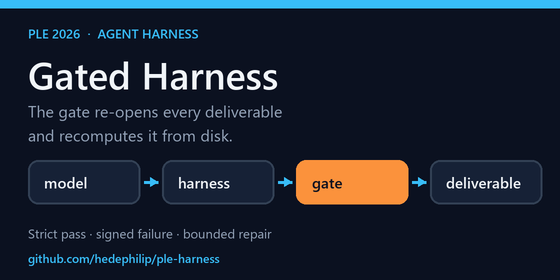 PLE 2026 · AGENT HARNESS
Gated Harness
The gate re-opens every deliverable
and recomputes it from disk.
model
harness
gate
deliverable
Strict pass · signed failure · bounded repair
github.com/hedephilip/ple-harness